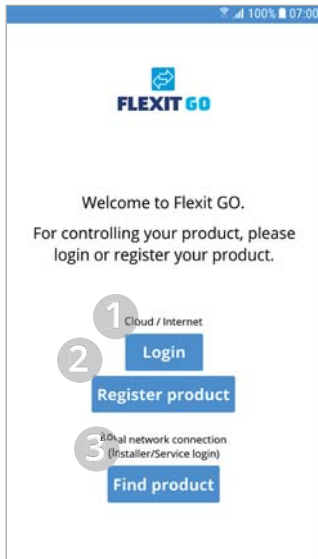 100% 07:00
FLEXIT GO
Welcome to Flexit GO.
For controlling your product, please
login or register your product.
1
Cloud / Internet
2
Login
Register product
3
network connection
(Installer/Service login)
Find product